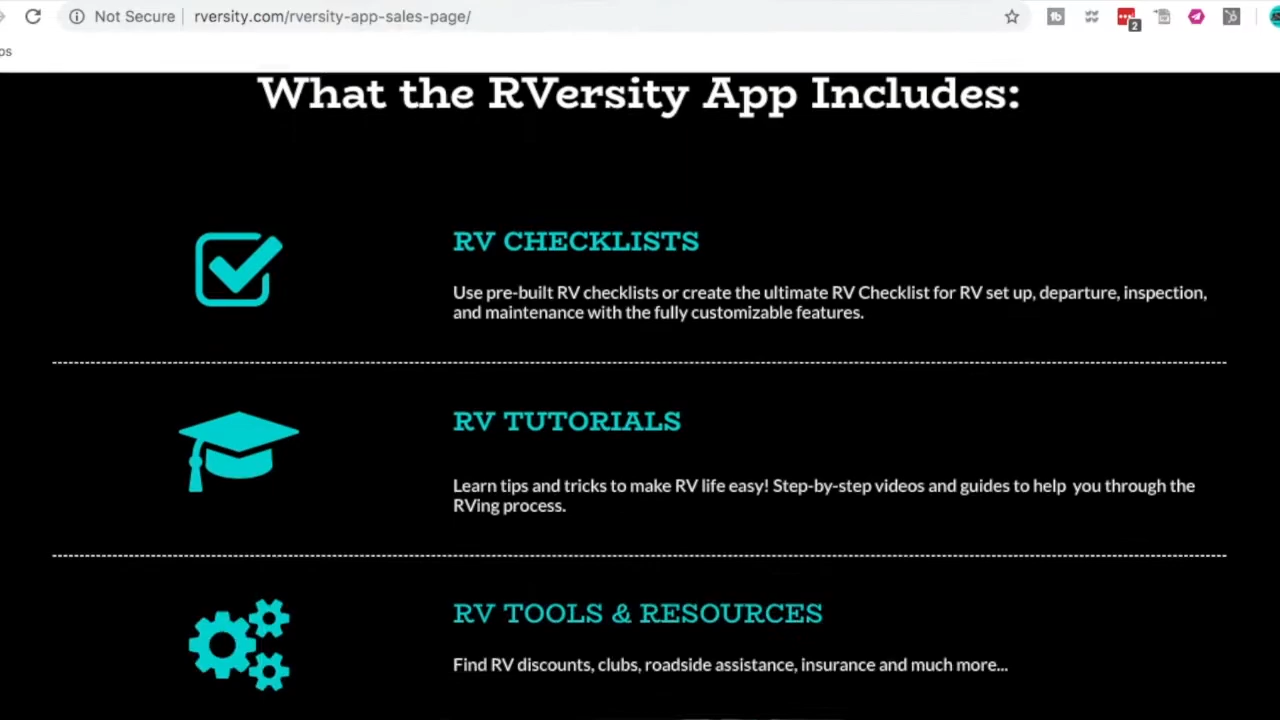 Not Secure rversity.com/rversity-app-sales-page/
2
ps
What the RVersity App Includes:
RV CHECKLISTS
Use pre-built RV checklists or create the ultimate RV Checklist for RV set up, departure, inspection,
and maintenance with the fully customizable features.
RV TUTORIALS
Learn tips and tricks to make RV life easy! Step-by-step videos and guides to help you through the
RVing process.
RV TOOLS & RESOURCES
Find RV discounts, clubs, roadside assistance, insurance and much more...